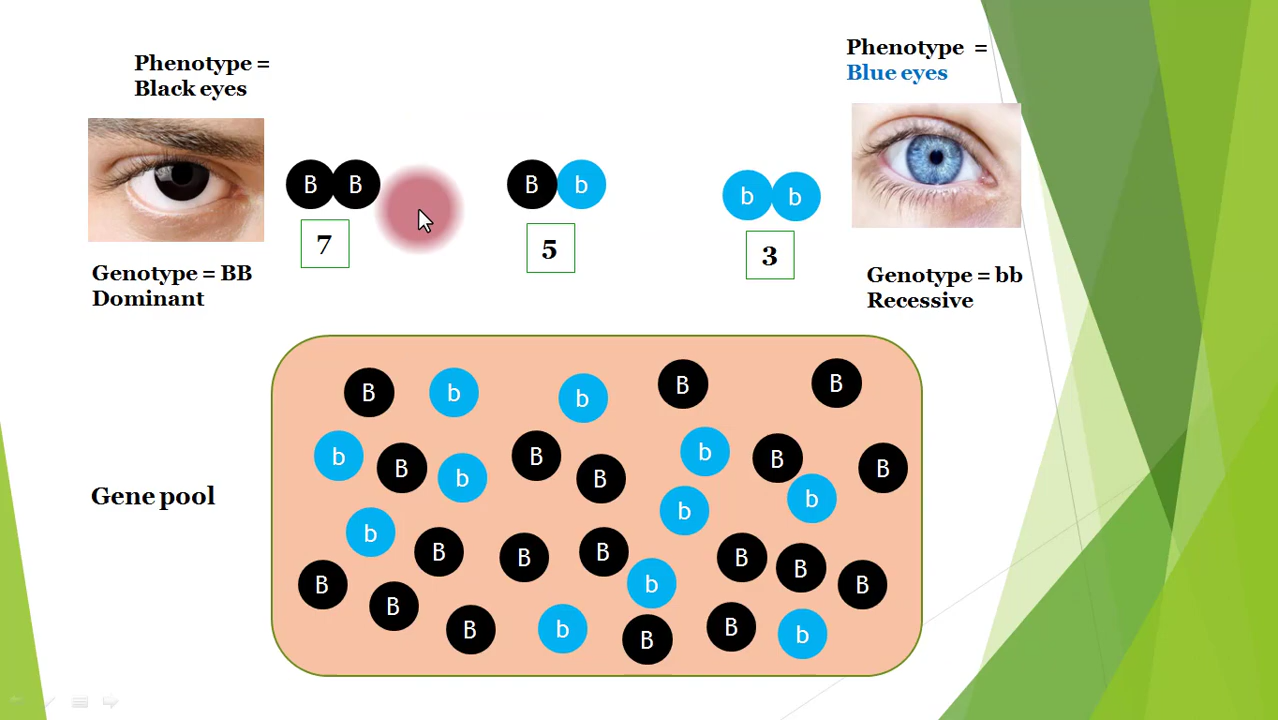 Phenotype =
Black eyes
Phenotype =
Blue eyes
B B
B b
b b
7
5
3
Genotype = BB
Dominant
Genotype = bb
Recessive
Gene pool
B b b B B
b B b B B b B b B
b B B B b B B
B B B b B b B b B